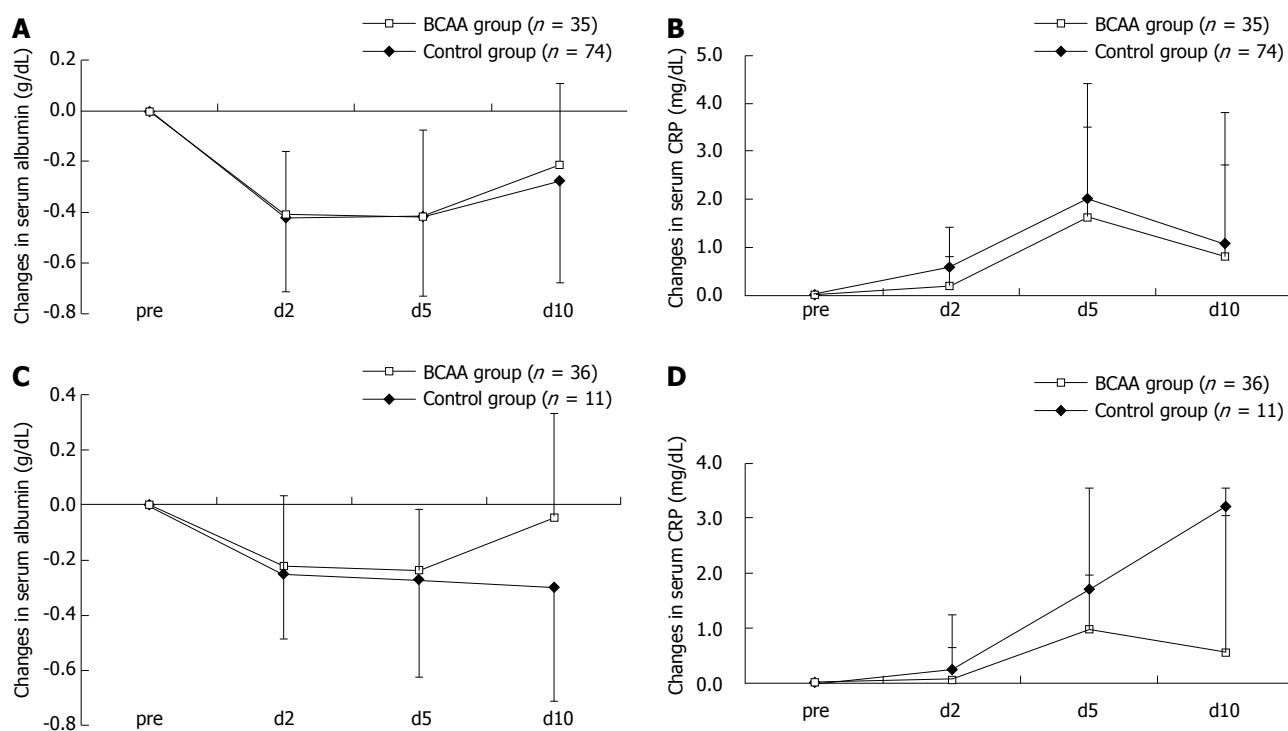 A
BCAA group (n = 35)
Control group (n = 74)
Changes in serum albumin (g/dL)
0.2
0.0
-0.2
-0.4
-0.6
-0.8
pre d2 d5 d10
B
BCAA group (n = 35)
Control group (n = 74)
Changes in serum CRP (mg/dL)
5.0
4.0
3.0
2.0
1.0
0.0
pre d2 d5 d10
C
BCAA group (n = 36)
Control group (n = 11)
Changes in serum albumin (g/dL)
0.4
0.2
0.0
-0.2
-0.4
-0.6
-0.8
pre d2 d5 d10
D
BCAA group (n = 36)
Control group (n = 11)
Changes in serum CRP (mg/dL)
4.0
3.0
2.0
1.0
0.0
pre d2 d5 d10